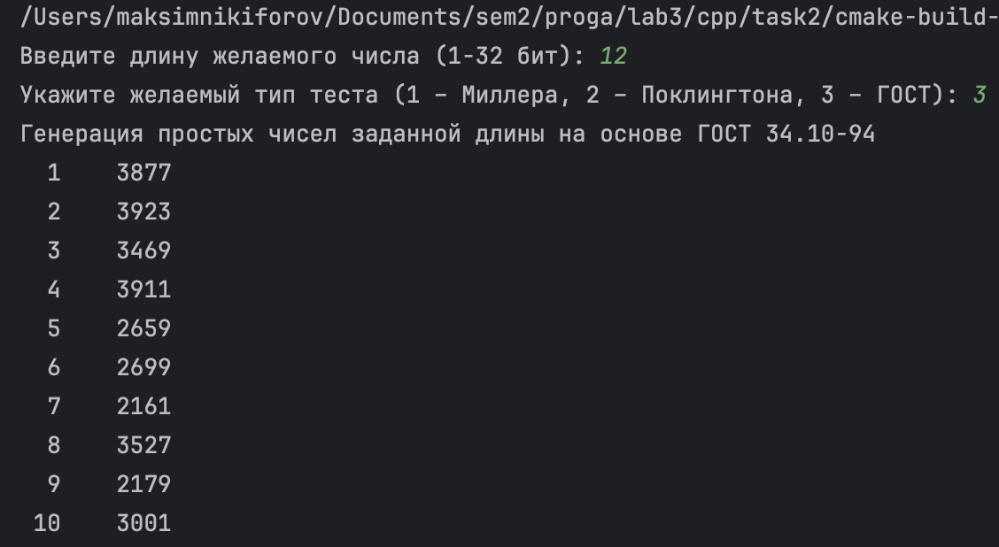 /Users/maksimnikiforov/Documents/sem2/proga/lab3/cpp/task2/cmake-build-
Введите длину желаемого числа (1-32 бит): 12
Укажите желаемый тип теста (1 – Миллера, 2 – Поклингтона, 3 – ГОСТ): 3
Генерация простых чисел заданной длины на основе ГОСТ 34.10-94
1 3877
2 3923
3 3469
4 3911
5 2659
6 2699
7 2161
8 3527
9 2179
10 3001